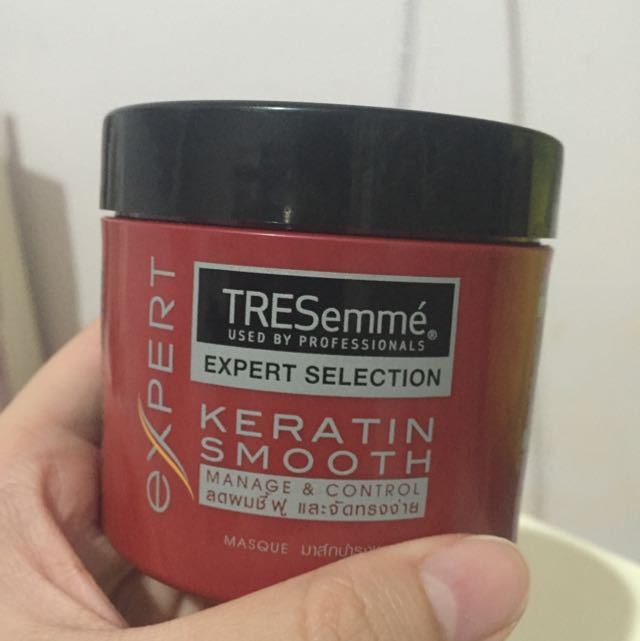 eXPERT
TRESemmé®
USED BY PROFESSIONALS
EXPERT SELECTION
KERATIN
SMOOTH
MANAGE & CONTROL
ลดผมชี้ฟู และจัดทรงง่าย
MASQUE